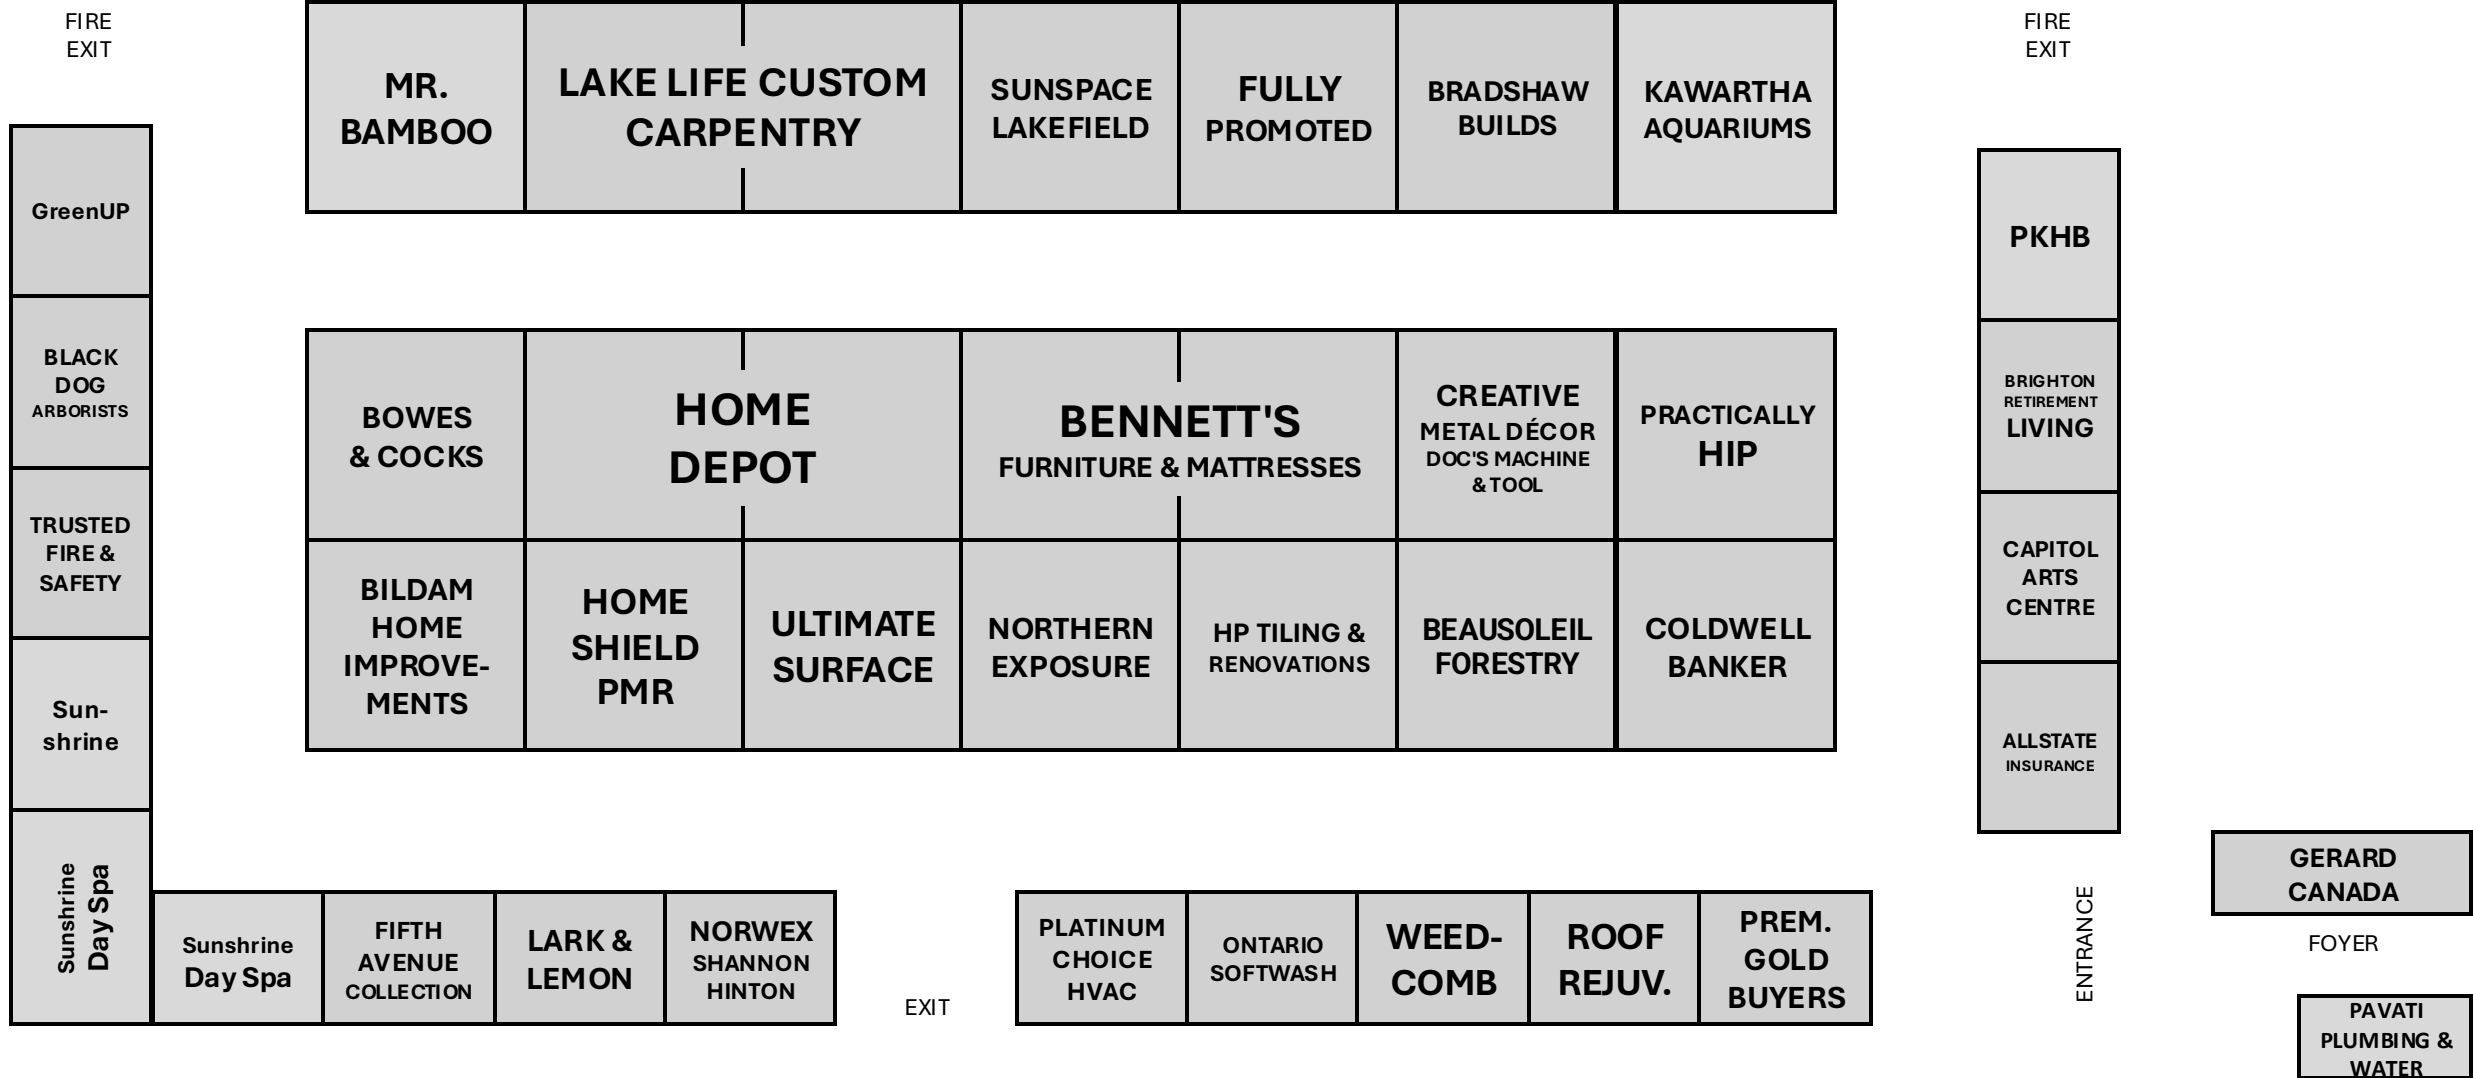 FIRE
EXIT
MR.
BAMBOO
LAKE LIFE CUSTOM
CARPENTRY
SUNSPACE
LAKEFIELD
FULLY
PROMOTED
BRADSHAW
BUILDS
KAWARTHA
AQUARIUMS
FIRE
EXIT
GreenUP
BLACK
DOG
ARBORISTS
TRUSTED
FIRE &
SAFETY
Sun-
shrine
Sunshrine
Day Spa
BOWES
& COCKS
HOME
DEPOT
BENNETT'S
FURNITURE & MATTRESSES
CREATIVE
METAL DÉCOR
DOC'S MACHINE
& TOOL
PRACTICALLY
HIP
BILDAM
HOME
IMPROVE-
MENTS
HOME
SHIELD
PMR
ULTIMATE
SURFACE
NORTHERN
EXPOSURE
HP TILING &
RENOVATIONS
BEAUSOLEIL
FORESTRY
COLDWELL
BANKER
PKHB
BRIGHTON
RETIREMENT
LIVING
CAPITOL
ARTS
CENTRE
ALLSTATE
INSURANCE
Sunshrine
Day Spa
FIFTH
AVENUE
COLLECTION
LARK &
LEMON
NORWEX
SHANNON
HINTON
EXIT
PLATINUM
CHOICE
HVAC
ONTARIO
SOFTWASH
WEED-
COMB
ROOF
REJUV.
PREM.
GOLD
BUYERS
ENTRANCE
GERARD
CANADA
FOYER
PAVATI
PLUMBING &
WATER